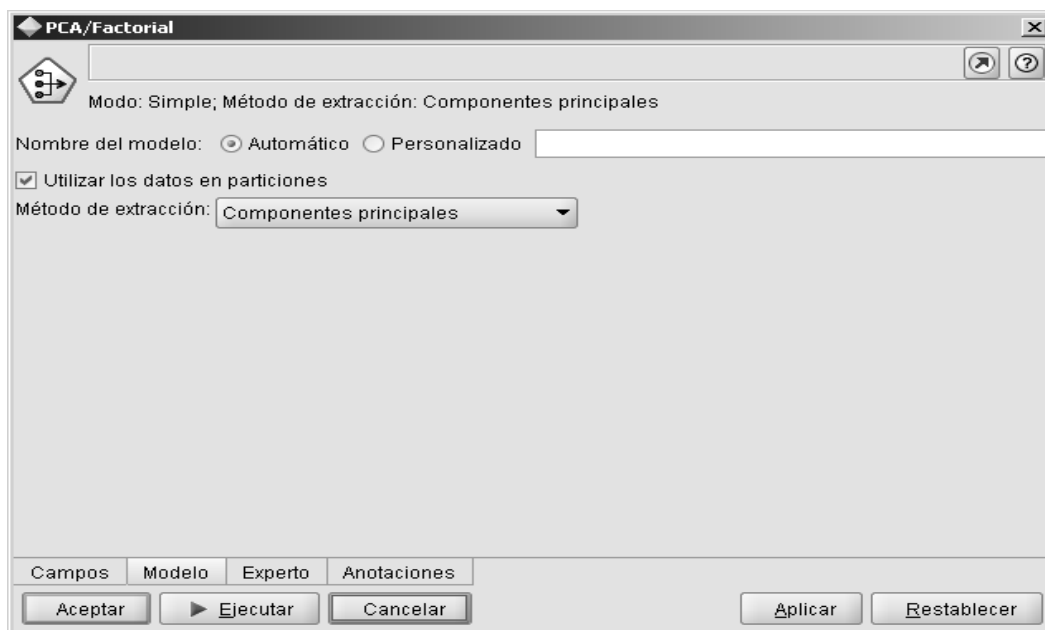 PCA/Factorial
Modo: Simple; Método de extracción: Componentes principales
Nombre del modelo: Automático Personalizado
Utilizar los datos en particiones
Método de extracción: Componentes principales
Campos Modelo Experto Anotaciones
Aceptar Ejecutar Cancelar Aplicar Restablecer